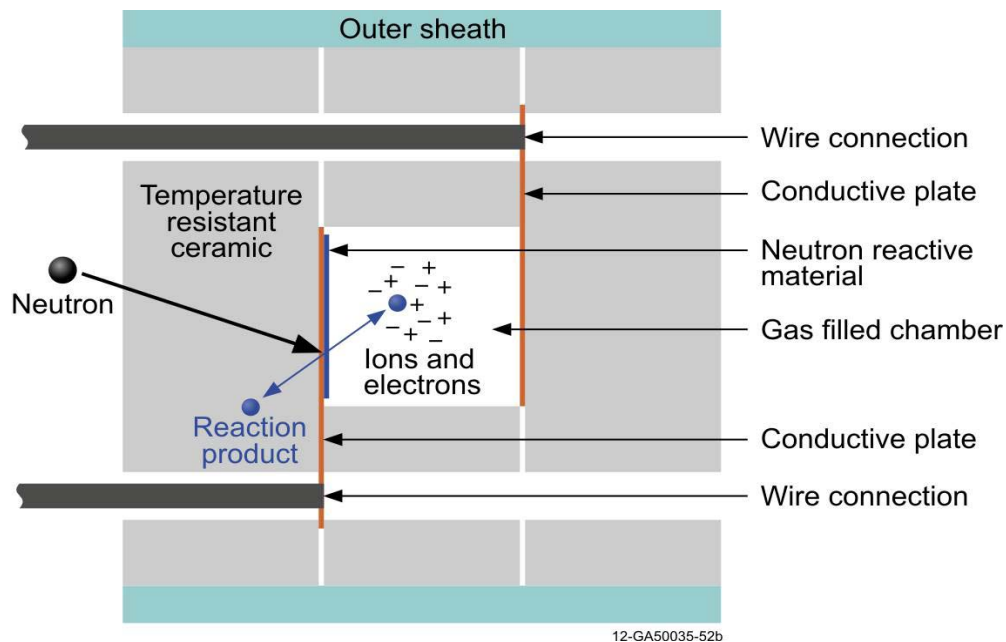 Outer sheath
Wire connection
Temperature
resistant
ceramic
Conductive plate
Neutron reactive
material
Neutron
Gas filled chamber
Ions and
electrons
Reaction
product
Conductive plate
Wire connection
12-GA50035-52b